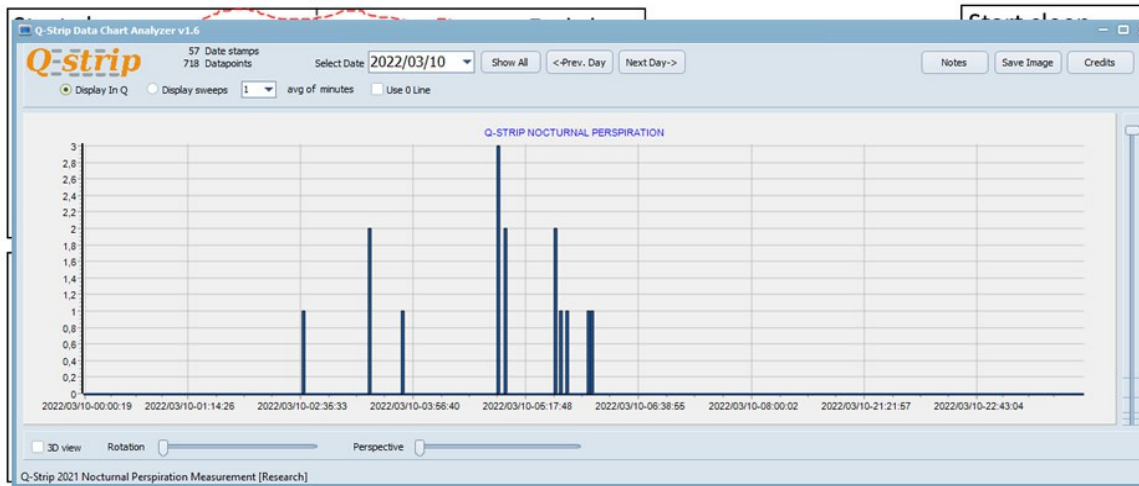 Q-Strip Data Chart Analyzer v1.6
Q-strip
57 Date stamps
718 Datapoints
Select Date 2022/03/10 Show All <-Prev. Day Next Day-> Notes Save Image Credits
Display In Q Display sweeps 1 avg of minutes Use 0 Line
Q-STRIP NOCTURNAL PERSPIRATION
3
2,8
2,6
2,4
2,2
2
1,8
1,6
1,4
1,2
1
0,8
0,6
0,4
0,2
0
2022/03/10-00:00:19 2022/03/10-01:14:26 2022/03/10-02:35:33 2022/03/10-03:56:40 2022/03/10-05:17:48 2022/03/10-06:38:55 2022/03/10-08:00:02 2022/03/10-21:21:57 2022/03/10-22:43:04
3D view Rotation Perspective
Q-Strip 2021 Nocturnal Perspiration Measurement [Research]